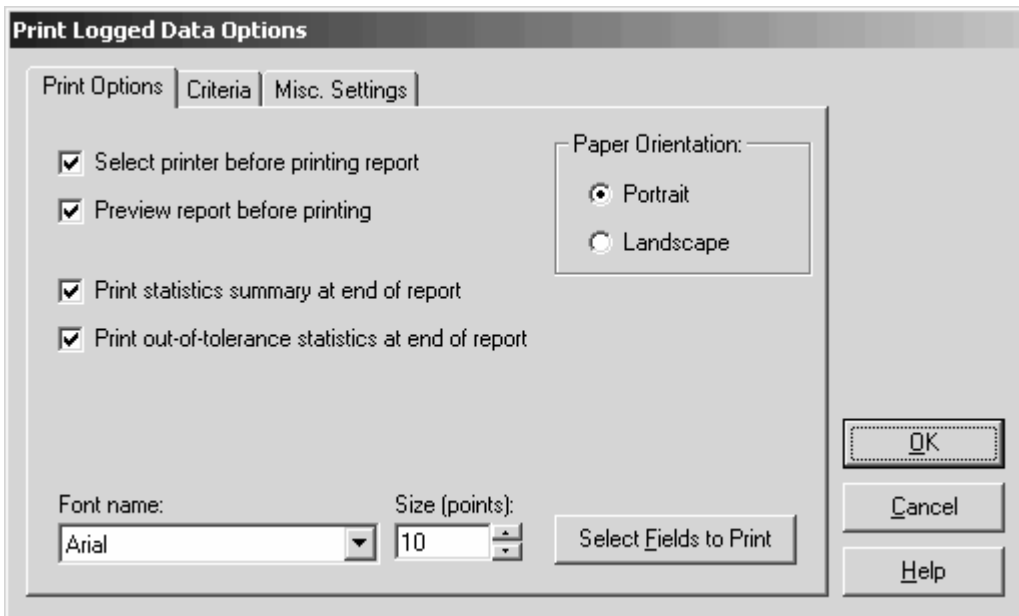 Print Logged Data Options
Print Options
Criteria
Misc. Settings
Select printer before printing report
Preview report before printing
Print statistics summary at end of report
Print out-of-tolerance statistics at end of report
Paper Orientation:
Portrait
Landscape
Font name:
Arial
Size (points):
10
Select Fields to Print
OK
Cancel
Help